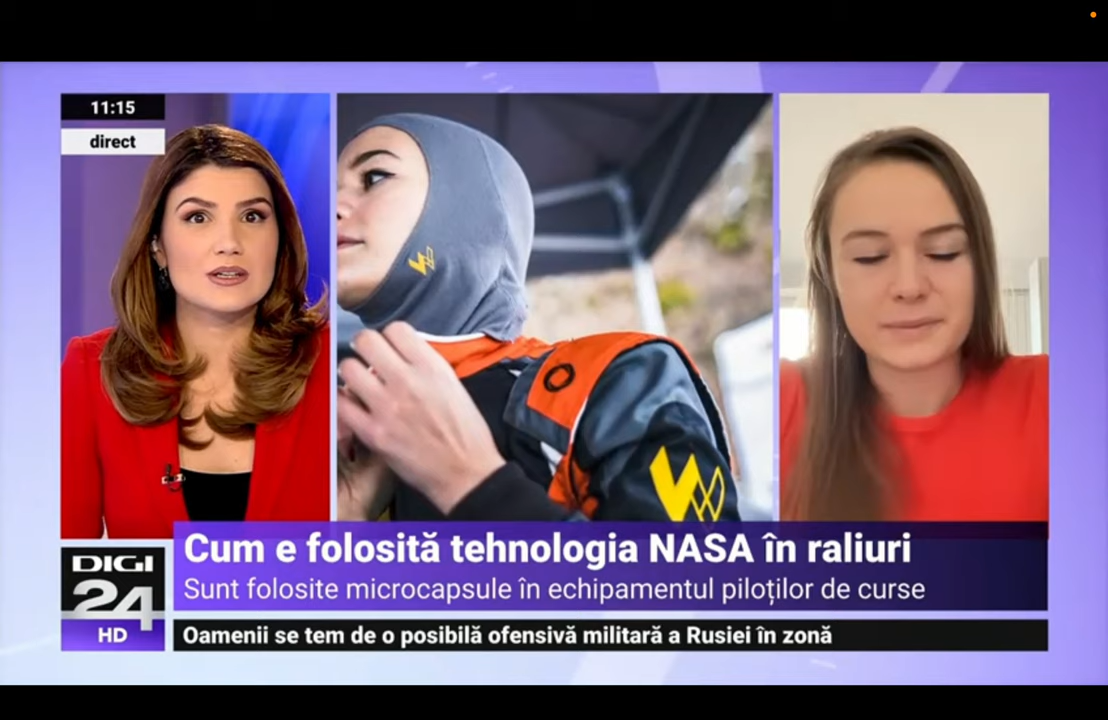 11:15
direct
Cum e folosită tehnologia NASA în raliuri
Sunt folosite microcapsule în echipamentul piloților de curse
DIGI
24
HD
Oamenii se tem de o posibilă ofensivă militară a Rusiei în zonă